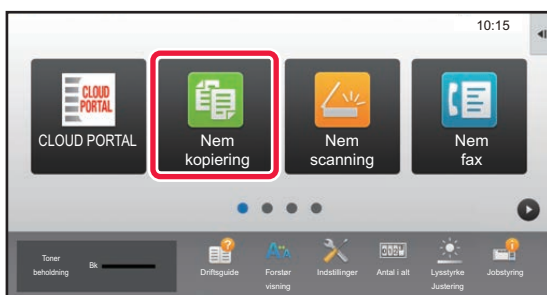 10:15
CLOUD
PORTAL
CLOUD PORTAL
Nem
kopiering
Nem
scanning
Nem
fax
Toner
beholdning
Bk
Driftsguide
Forstør
visning
Indstillinger
Antal i alt
Lysstyrke
Justering
Jobstyring